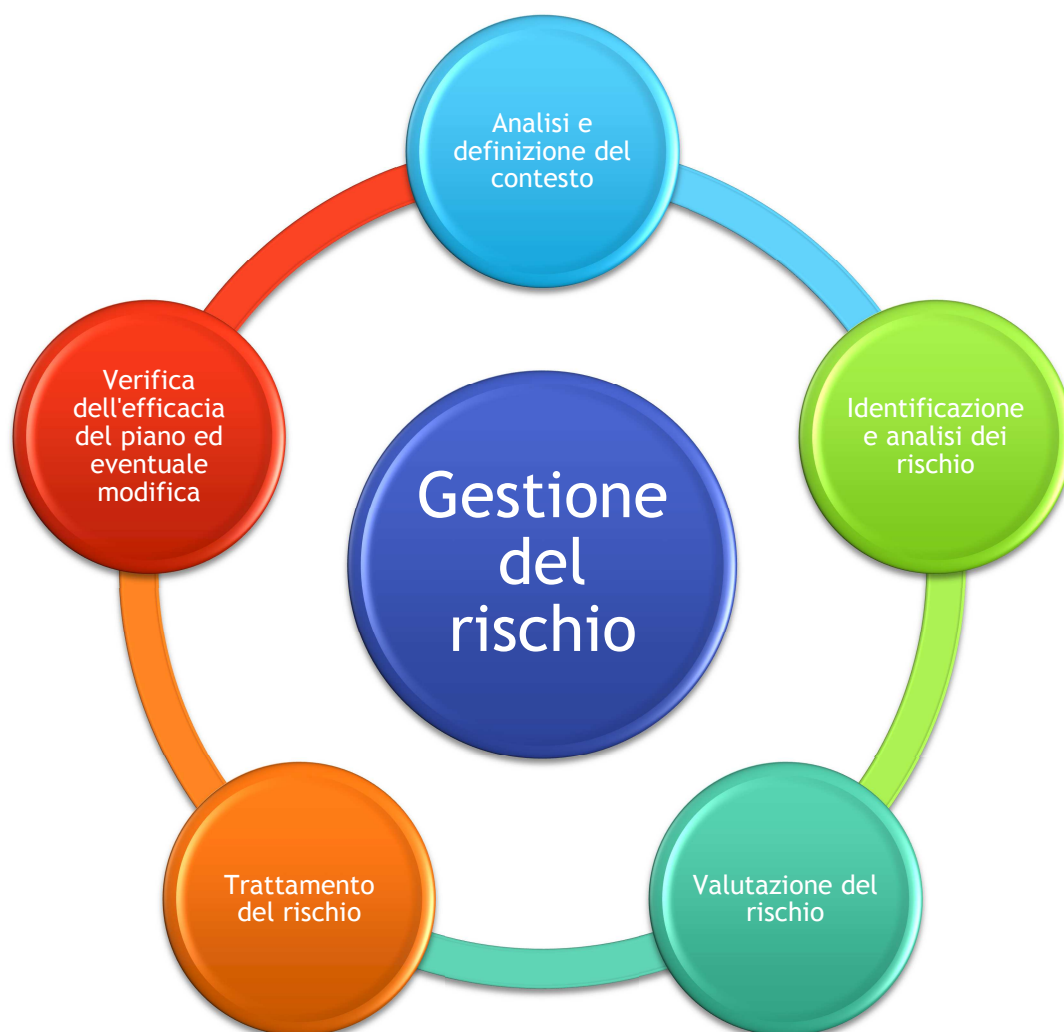 Analisi e
definizione del
contesto
Identificazione
e analisi dei
rischio
Valutazione del
rischio
Trattamento
del rischio
Verifica
dell'efficacia
del piano ed
eventuale
modifica
Gestione
del
rischio